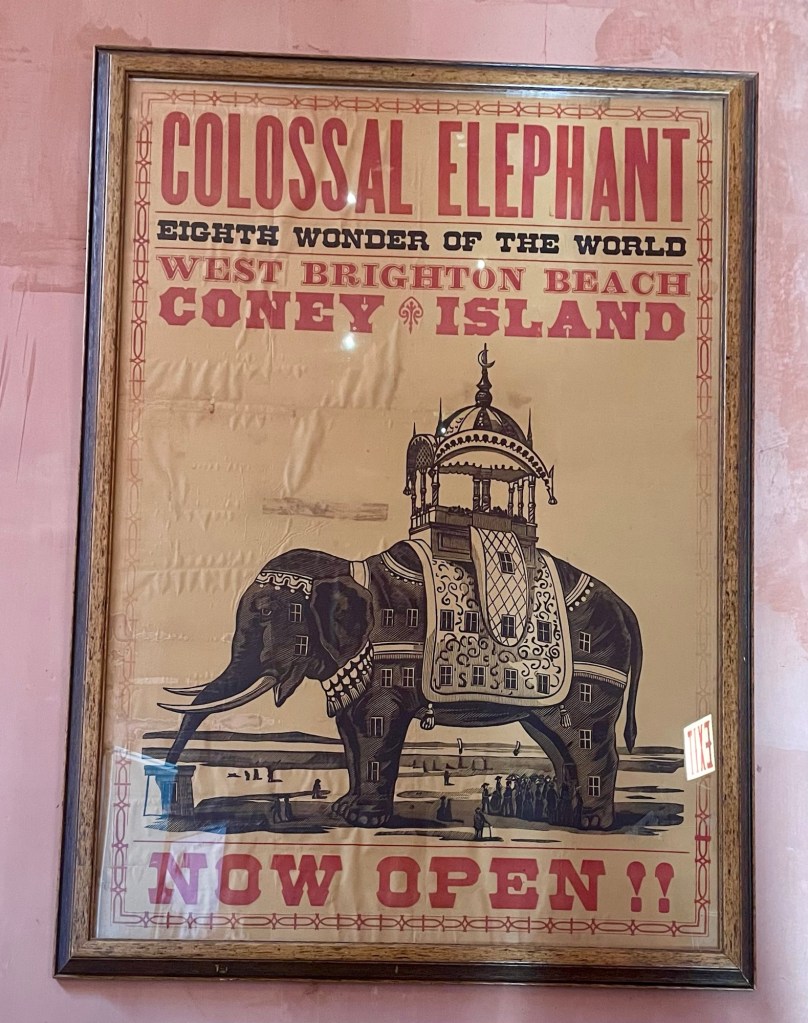 COLOSSAL ELEPHANT
EIGHTH WONDER OF THE WORLD
WEST BRIGHTON BEACH
CONEY ISLAND
EXIT
NOW OPEN!!